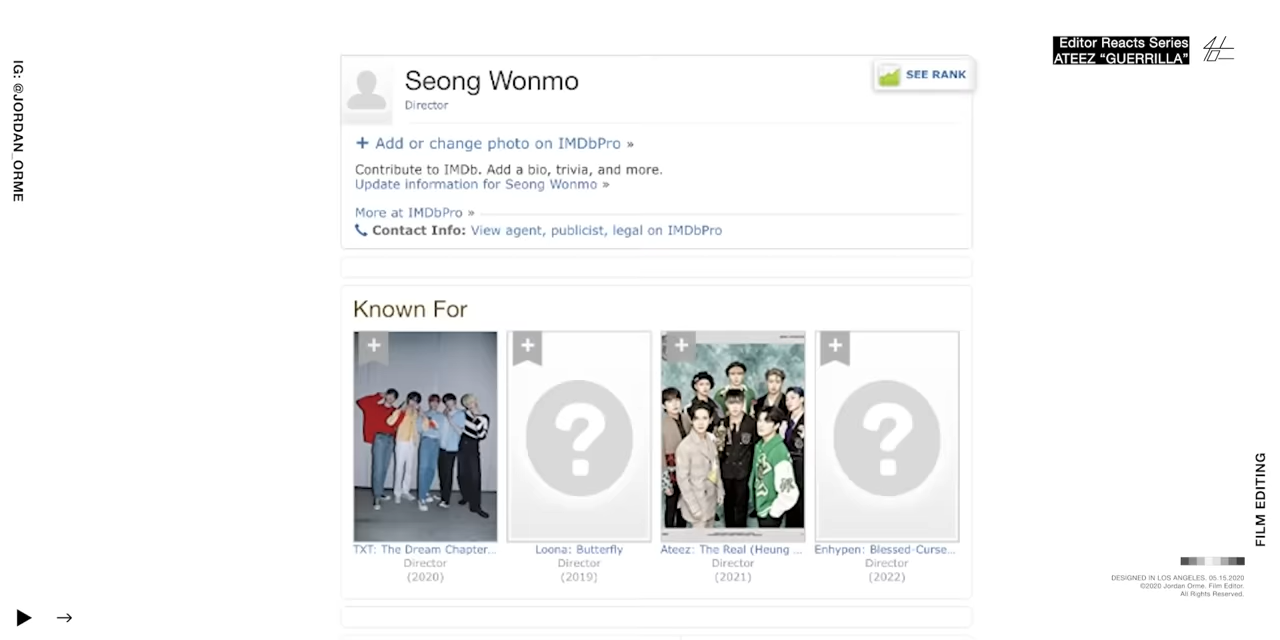 IG: @JORDAN_ORME
Editor Reacts Series
ATEEZ “GUERRILLA”
Seong Wonmo
SEE RANK
Director
+ Add or change photo on IMDbPro »
Contribute to IMDb. Add a bio, trivia, and more.
Update information for Seong Wonmo »
More at IMDbPro »
Contact Info: View agent, publicist, legal on IMDbPro
Known For
TXT: The Dream Chapter...
Director
(2020)
Loona: Butterfly
Director
(2019)
Ateez: The Real (Heung ...
Director
(2021)
Enhypen: Blessed-Curse...
Director
(2022)
FILM EDITING
DESIGNED IN LOS ANGELES. 05.15.2020
©2020 Jordan Orme. Film Editor.
All Rights Reserved.